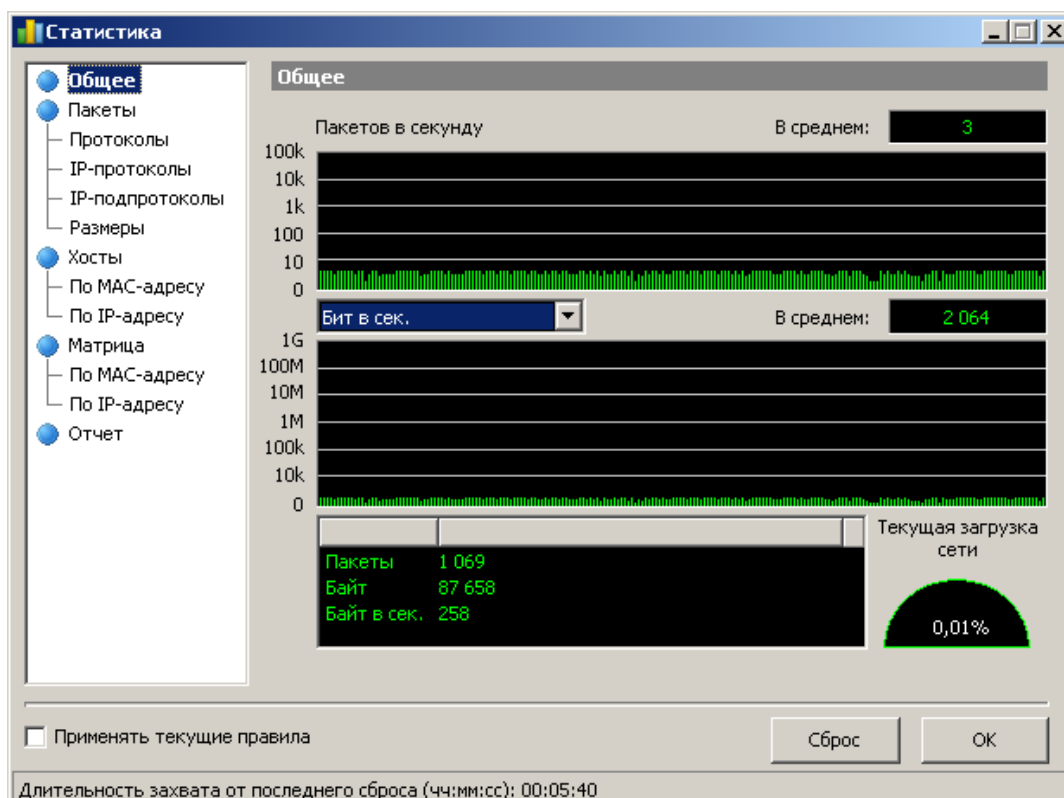 Статистика
Общее
Пакеты
Протоколы
IP-протоколы
IP-подпротоколы
Размеры
Хосты
По MAC-адресу
По IP-адресу
Матрица
По MAC-адресу
По IP-адресу
Отчет
Общее
Пакетов в секунду
В среднем: 3
100k
10k
1k
100
10
0
Бит в сек.
В среднем: 2 064
1G
100M
10M
1M
100k
10k
0
Пакеты 1 069
Байт 87 658
Байт в сек. 258
Текущая загрузка
сети
0,01%
Применять текущие правила
Сброс
OK
Длительность захвата от последнего сброса (чч:мм:сс): 00:05:40